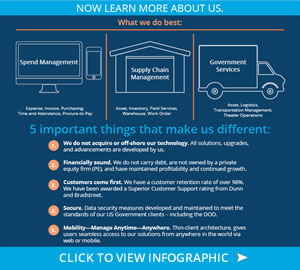 NOW LEARN MORE ABOUT US.
What we do best:
Spend Management
Expense, Invoice, Purchasing,
Time and Attendance, Procure-to-Pay
Supply Chain
Management
Asset, Inventory, Field Services,
Warehouse, Work Order
Government
Services
Asset, Logistics,
Transportation Management,
Theater Operations
5 important things that make us different:
1. We do not acquire or off-shore our technology. All solutions, upgrades,
and advancements are developed by us.
2. Financially sound. We do not carry debt, are not owned by a private
equity firm (PE), and have maintained profitability and continued growth.
3. Customers come first. We have a customer retention rate of over 98%.
We have been awarded a Superior Customer Support rating from Dunn
and Bradstreet.
4. Secure. Data security measures developed and maintained to meet the
standards of our US Government clients – including the DOD.
5. Mobility—Manage Anytime—Anywhere. Thin-client architecture, gives
users seamless access to our solutions from anywhere in the world via
web or mobile.
CLICK TO VIEW INFOGRAPHIC